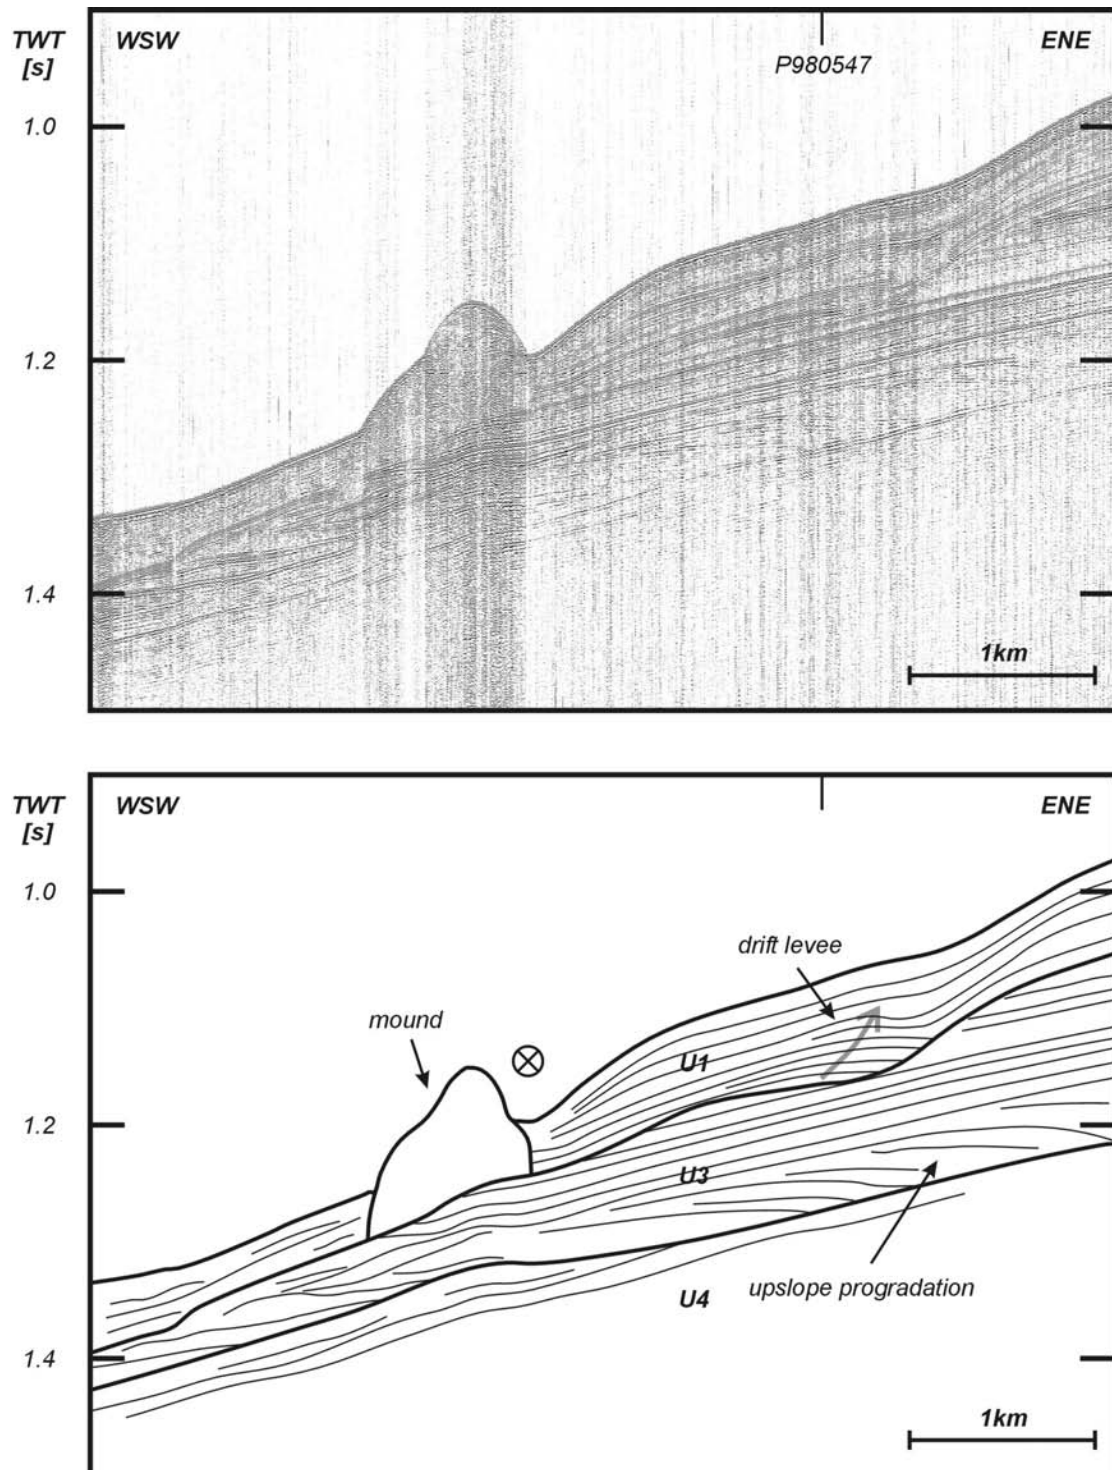 TWT
[s]
WSW
ENE
P980547
1.0
1.2
1.4
1km
TWT
[s]
WSW
ENE
1.0
drift levee
mound
U1
1.2
U3
upslope progradation
U4
1.4
1km